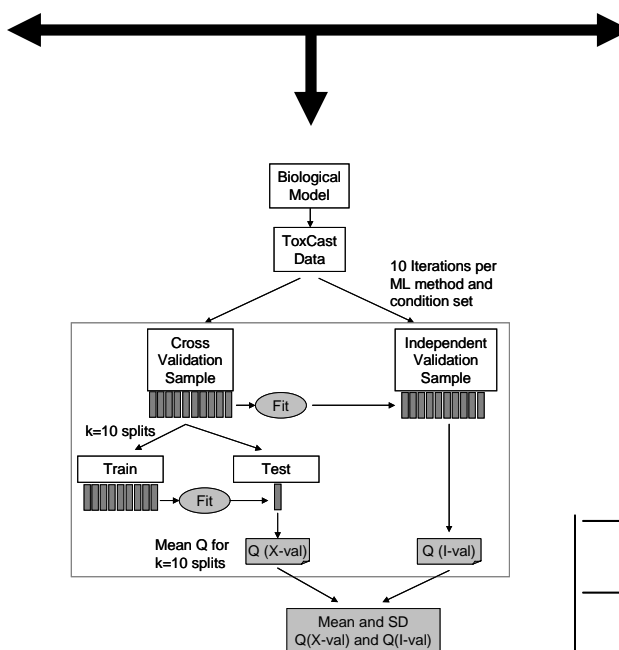 Biological
Model
ToxCast
Data
10 Iterations per
ML method and
condition set
Cross
Validation
Sample
Independent
Validation
Sample
Fit
k=10 splits
Train
Test
Fit
Mean Q for
k=10 splits
Q (X-val)
Q (I-val)
Mean and SD
Q(X-val) and Q(I-val)